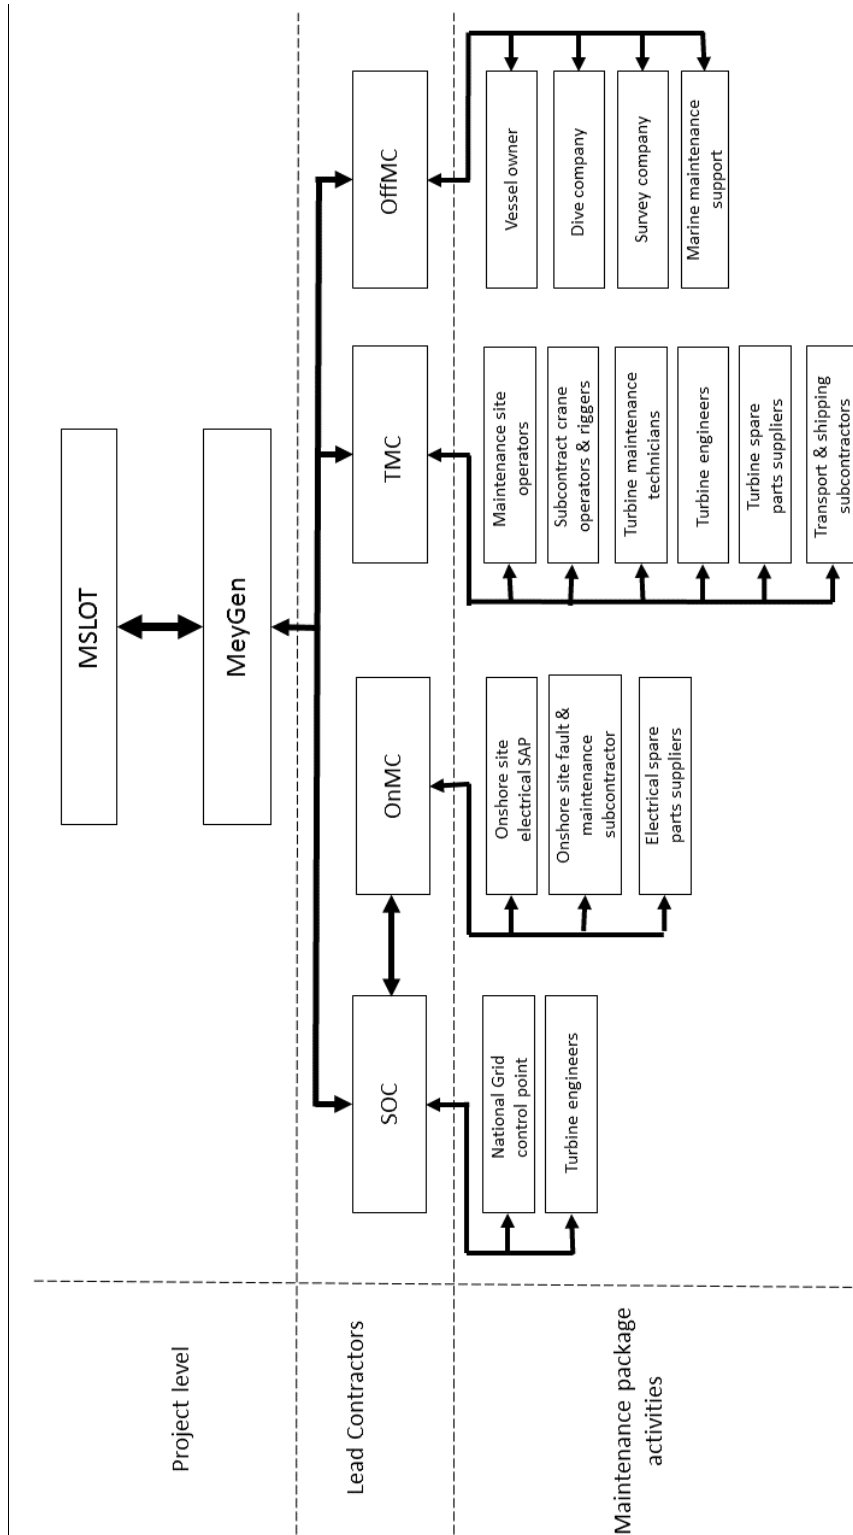 Project level
MSLOT
MeyGen
Lead Contractors
SOC
OnMC
TMC
OffMC
Maintenance package
activities
National Grid
control point
Turbine engineers
Onshore site
electrical SAP
Onshore site fault &
maintenance
subcontractor
Electrical spare
parts suppliers
Maintenance site
operators
Subcontract crane
operators & riggers
Turbine maintenance
technicians
Turbine engineers
Turbine spare
parts suppliers
Transport & shipping
subcontractors
Vessel owner
Dive company
Survey company
Marine maintenance
support